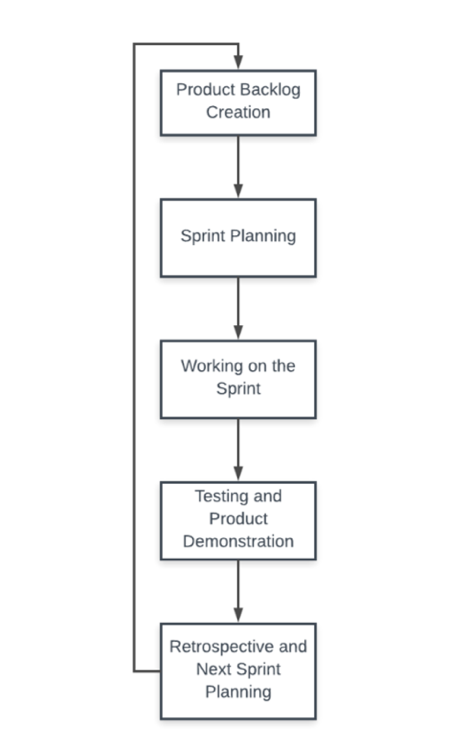 Product Backlog
Creation
Sprint Planning
Working on the
Sprint
Testing and
Product
Demonstration
Retrospective and
Next Sprint
Planning